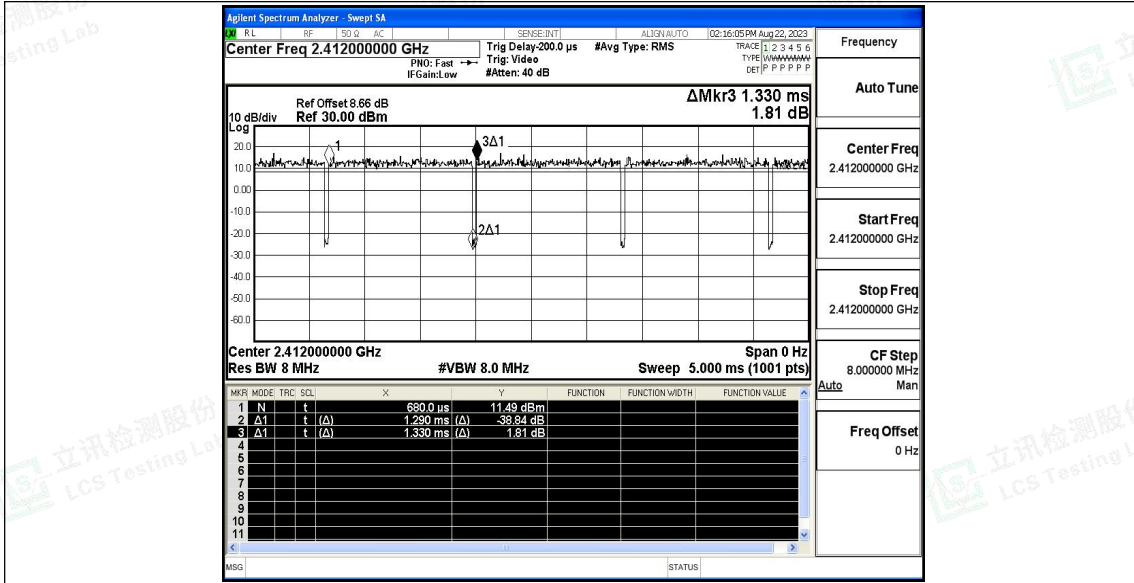 Agilent Spectrum Analyzer - Swept SA
LXI RL RF 50 Ω AC SENSE:INT ALIGN AUTO 02:16:05 PM Aug 22, 2023
Center Freq 2.412000000 GHz
PNO: Fast
IFGain:Low
Trig Delay-200.0 µs
Trig: Video
#Atten: 40 dB
#Avg Type: RMS
TRACE 1 2 3 4 5 6
TYPE
DET P P P P P P
Ref Offset 8.66 dB
Ref 30.00 dBm
10 dB/div
Log
ΔMkr3 1.330 ms
1.81 dB
20.0
10.0
0.00
-10.0
-20.0
-30.0
-40.0
-50.0
-60.0
1
3Δ1
2Δ1
Center 2.412000000 GHz
Span 0 Hz
Res BW 8 MHz
#VBW 8.0 MHz
Sweep 5.000 ms (1001 pts)
MKR MODE TRC SCL X Y FUNCTION FUNCTION WIDTH FUNCTION VALUE
1 N t 680.0 µs 11.49 dBm
2 Δ1 t (Δ) 1.290 ms (Δ) -38.84 dB
3 Δ1 t (Δ) 1.330 ms (Δ) 1.81 dB
4
5
6
7
8
9
10
11
MSG
STATUS
Frequency
Auto Tune
Center Freq
2.412000000 GHz
Start Freq
2.412000000 GHz
Stop Freq
2.412000000 GHz
CF Step
8.000000 MHz
Auto Man
Freq Offset
0 Hz
立讯检测股份
LCS Testing Lab
立讯检测股份
LCS Testing L